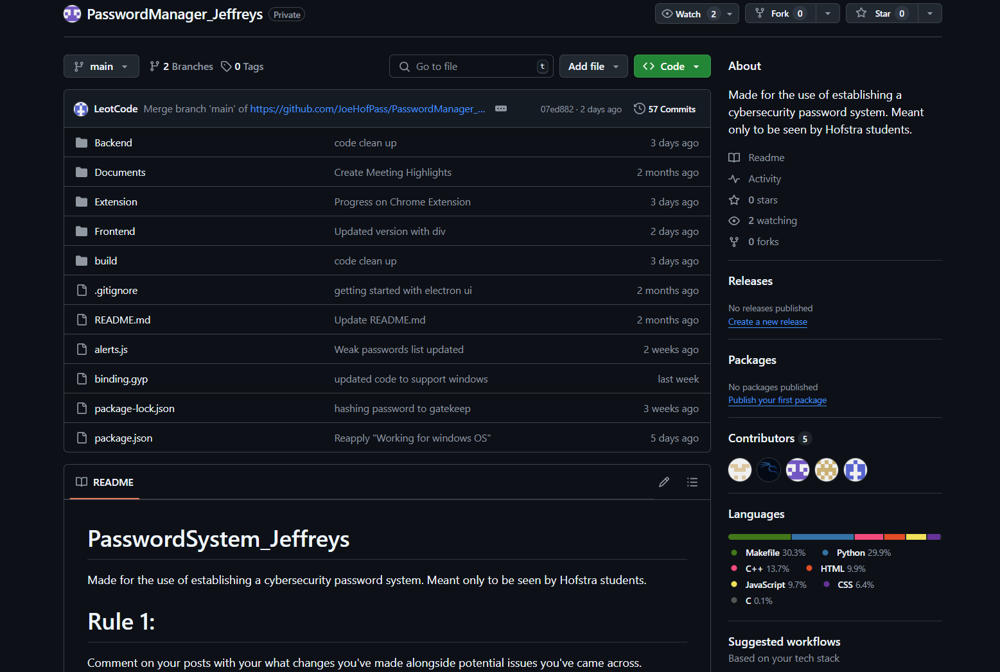 PasswordManager_Jeffreys Private Watch 2 Fork 0 Star 0
main 2 Branches 0 Tags Go to file t Add file Code
LeotCode Merge branch 'main' of https://github.com/JoeHofPass/PasswordManager_... 07ed882 · 2 days ago 57 Commits
Backend code clean up 3 days ago
Documents Create Meeting Highlights 2 months ago
Extension Progress on Chrome Extension 3 days ago
Frontend Updated version with div 2 days ago
build code clean up 3 days ago
.gitignore getting started with electron ui 2 months ago
README.md Update README.md 2 months ago
alerts.js Weak passwords list updated 2 weeks ago
binding.gyp updated code to support windows last week
package-lock.json hashing password to gatekeep 3 weeks ago
package.json Reapply "Working for windows OS" 5 days ago
README
PasswordSystem_Jeffreys
Made for the use of establishing a cybersecurity password system. Meant only to be seen by Hofstra students.
Rule 1:
Comment on your posts with your what changes you've made alongside potential issues you've came across.
About
Made for the use of establishing a
cybersecurity password system. Meant
only to be seen by Hofstra students.
Readme
Activity
0 stars
2 watching
0 forks
Releases
No releases published
Create a new release
Packages
No packages published
Publish your first package
Contributors 5
Languages
Makefile 30.3% Python 29.9%
C++ 13.7% HTML 9.9%
JavaScript 9.7% CSS 6.4%
C 0.1%
Suggested workflows
Based on your tech stack